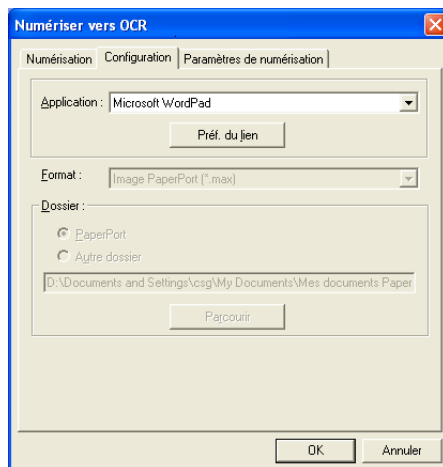 Numériser vers OCR
Numérisation Configuration Paramètres de numérisation
Application : Microsoft WordPad
Préf. du lien
Format : Image PaperPort (*.max)
Dossier :
PaperPort
Autre dossier
D:\Documents and Settings\csg\My Documents\Mes documents Paper
Parcourir
OK Annuler